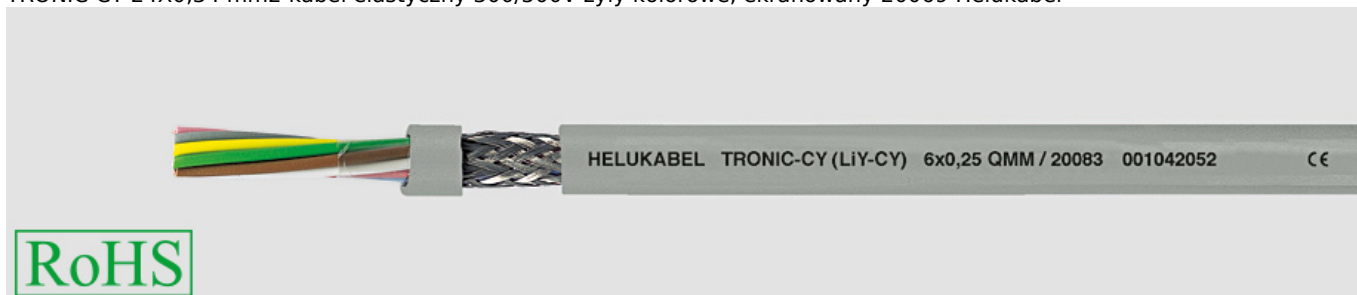 HELUKABEL TRONIC-CY (LiY-CY) 6x0,25 QMM / 20083 001042052 CE
RoHS